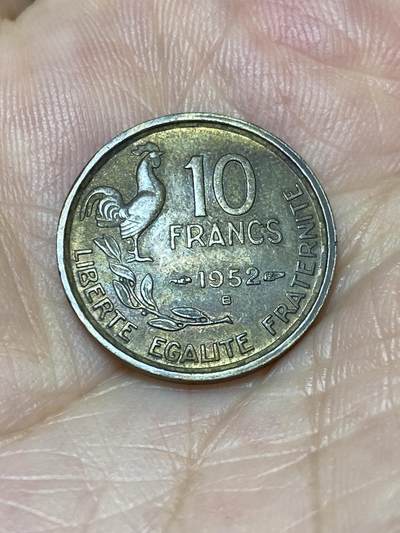 10
FRANCS
1952
B
LIBERTE EGALITE FRATERNITE